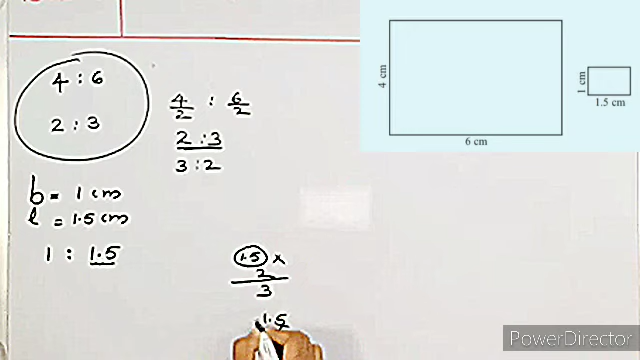 4 : 6
2 : 3
4/2 : 6/2
2 : 3
3 : 2
b = 1 cm
l = 1.5 cm
1 : 1.5
1.5 ×
2
3
1.5
4 cm
6 cm
1 cm
1.5 cm
PowerDirector